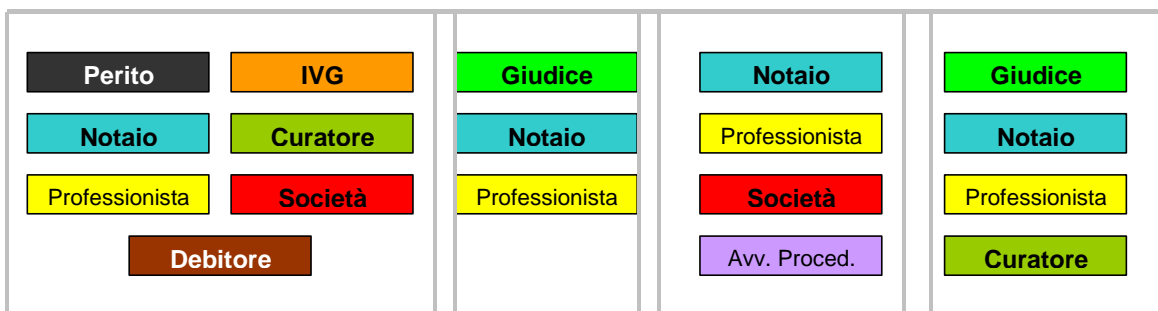 Perito IVG
Notaio Curatore
Professionista Società
Debitore
Giudice
Notaio
Professionista
Notaio
Professionista
Società
Avv. Proced.
Giudice
Notaio
Professionista
Curatore